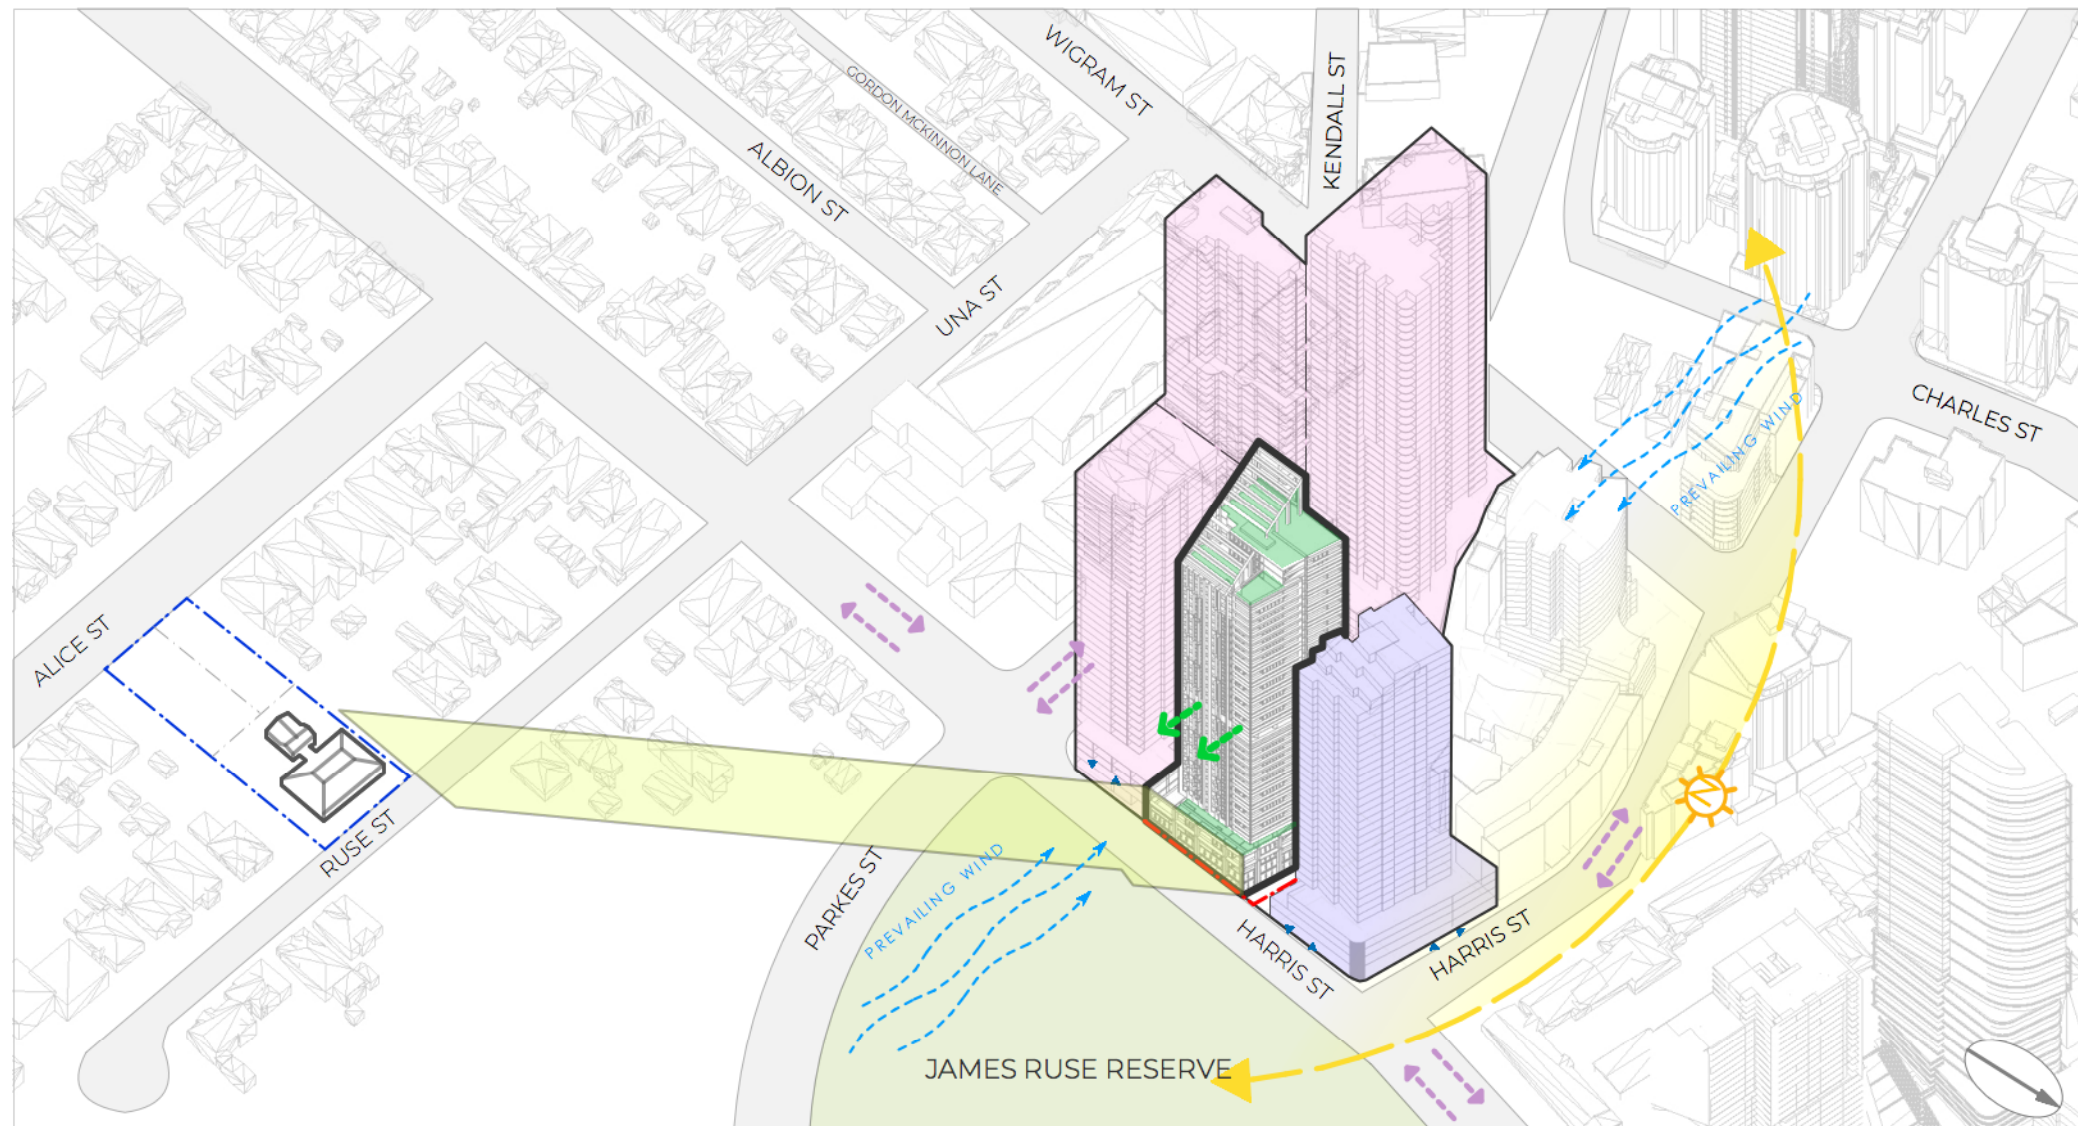 WIGRAM ST
KENDALL ST
GORDON MCKINNON LANE
ALBION ST
UNA ST
CHARLES ST
PREVAILING WIND
ALICE ST
RUSE ST
N
PARKES ST
PREVAILING WIND
HARRIS ST
HARRIS ST
JAMES RUSE RESERVE